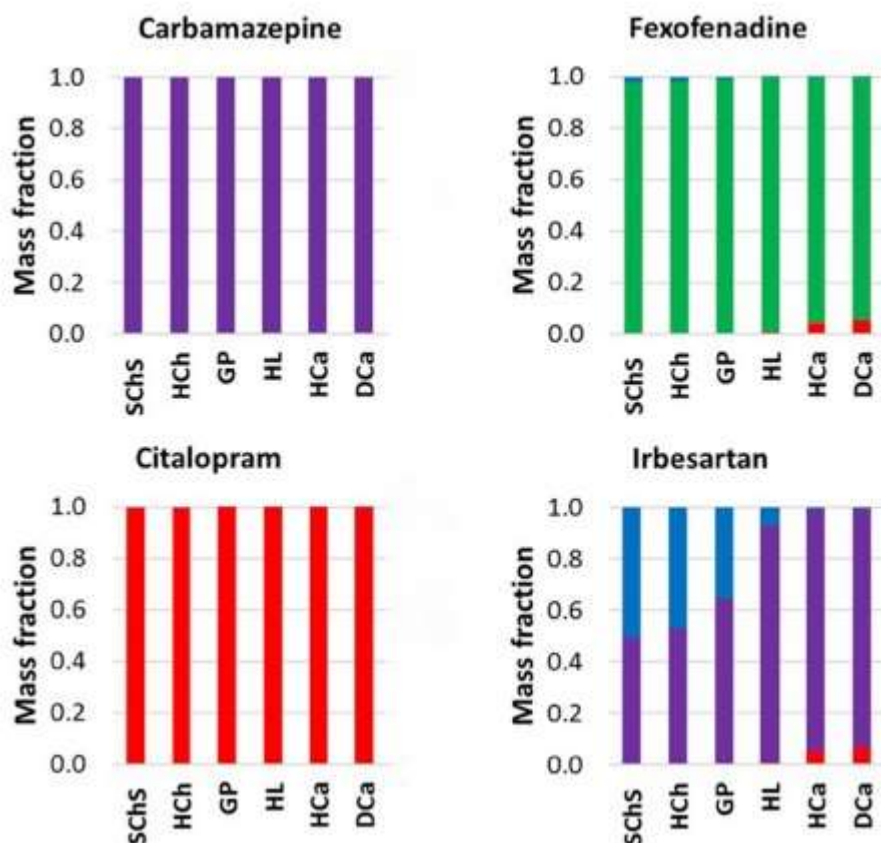 Carbamazepine
Mass fraction
1.0
0.8
0.6
0.4
0.2
0.0
SChS
HCh
GP
HL
HCa
DCa
Fexofenadine
Mass fraction
1.0
0.8
0.6
0.4
0.2
0.0
SChS
HCh
GP
HL
HCa
DCa
Citalopram
Mass fraction
1.0
0.8
0.6
0.4
0.2
0.0
SChS
HCh
GP
HL
HCa
DCa
Irbesartan
Mass fraction
1.0
0.8
0.6
0.4
0.2
0.0
SChS
HCh
GP
HL
HCa
DCa